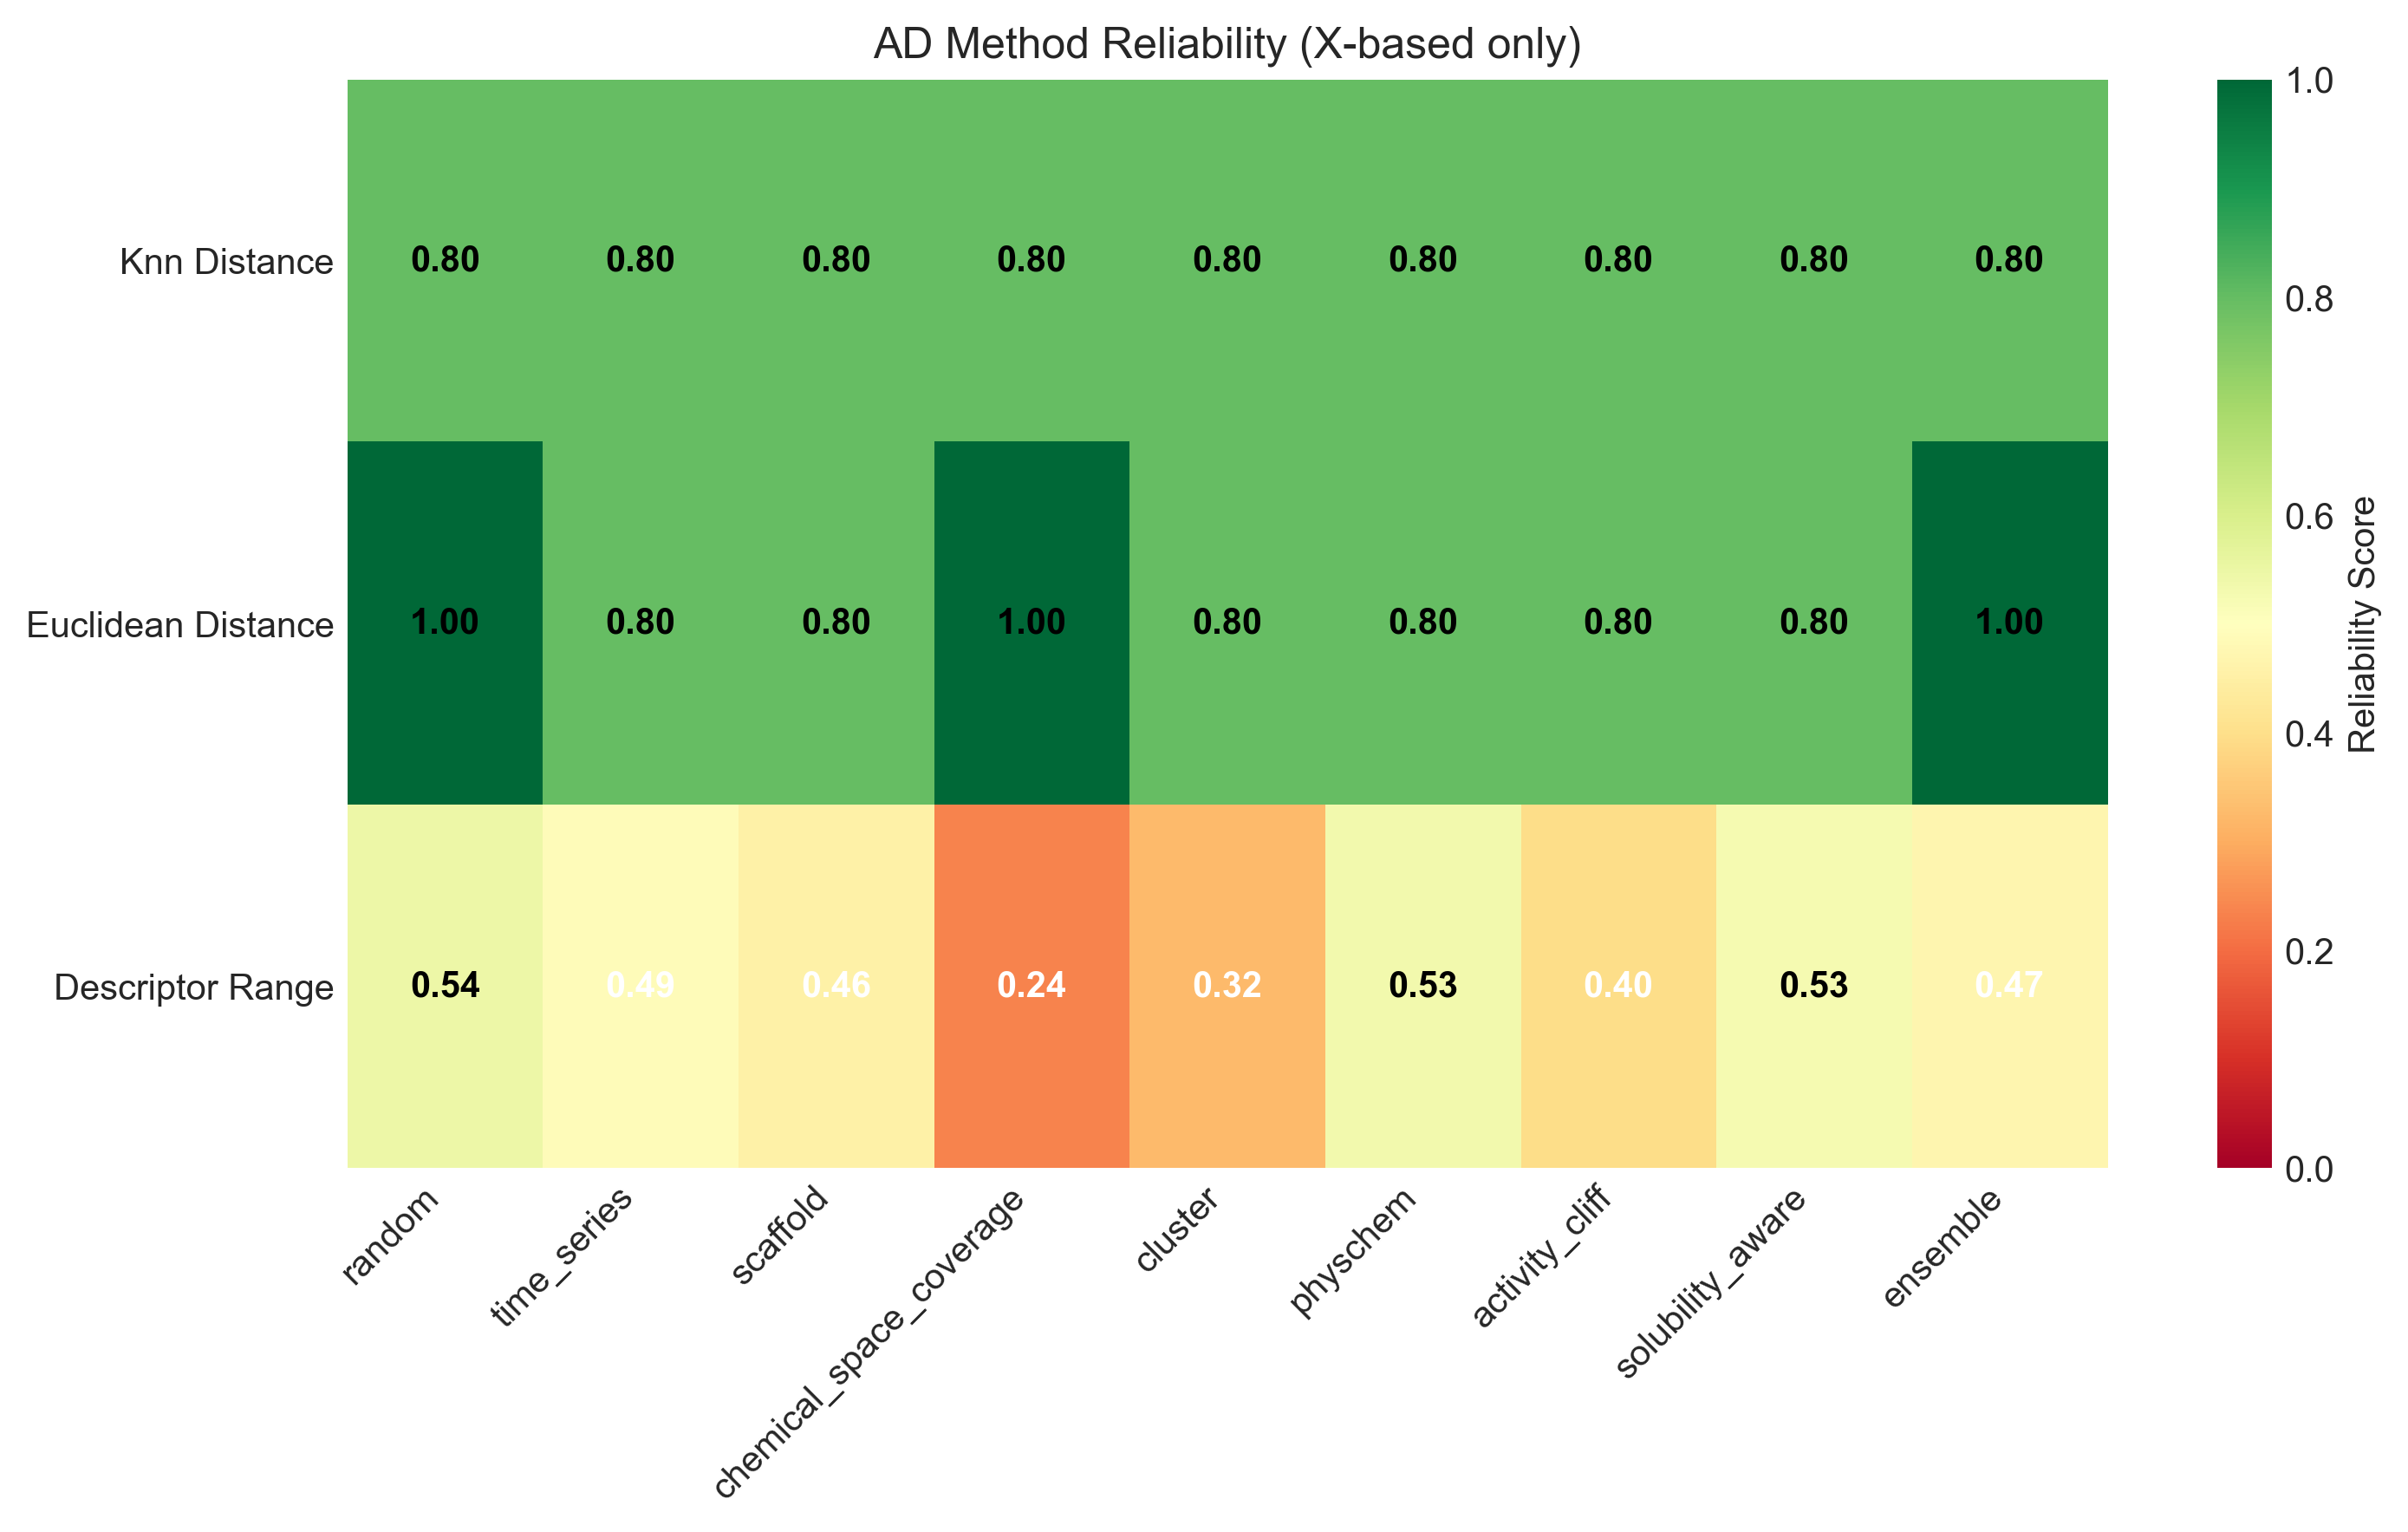 AD Method Reliability (X-based only)
Knn Distance 0.80 0.80 0.80 0.80 0.80 0.80 0.80 0.80 0.80
Euclidean Distance 1.00 0.80 0.80 1.00 0.80 0.80 0.80 0.80 1.00
Descriptor Range 0.54 0.49 0.46 0.24 0.32 0.53 0.40 0.53 0.47
random
time_series
scaffold
chemical_space_coverage
cluster
physchem
activity_cliff
solubility_aware
ensemble
1.0
0.8
0.6
0.4
0.2
0.0
Reliability Score